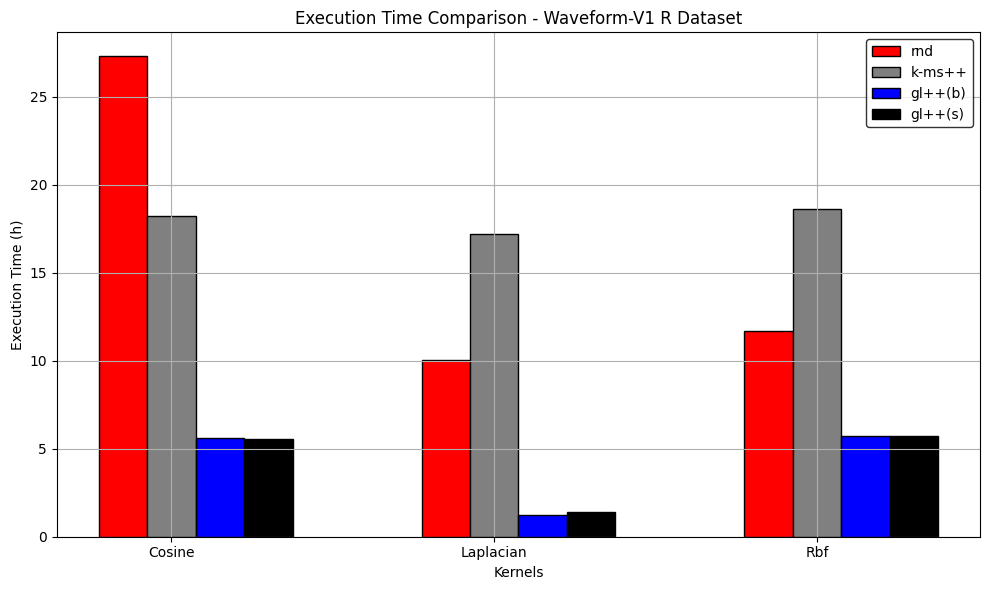 Execution Time Comparison - Waveform-V1 R Dataset
rnd
k-ms++
gl++(b)
gl++(s)
Execution Time (h)
25
20
15
10
5
0
Cosine
Laplacian
Rbf
Kernels